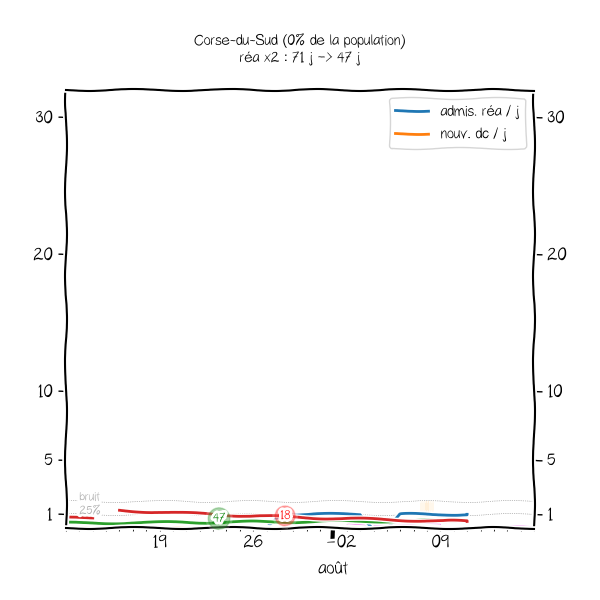 Corse-du-Sud (0% de la population)
réa x2 : 71 j -> 47 j
admis. réa / j
nouv. dc / j
30
30
20
20
10
10
5
5
bruit
25%
1
1
47
18
19
26
02
09
août